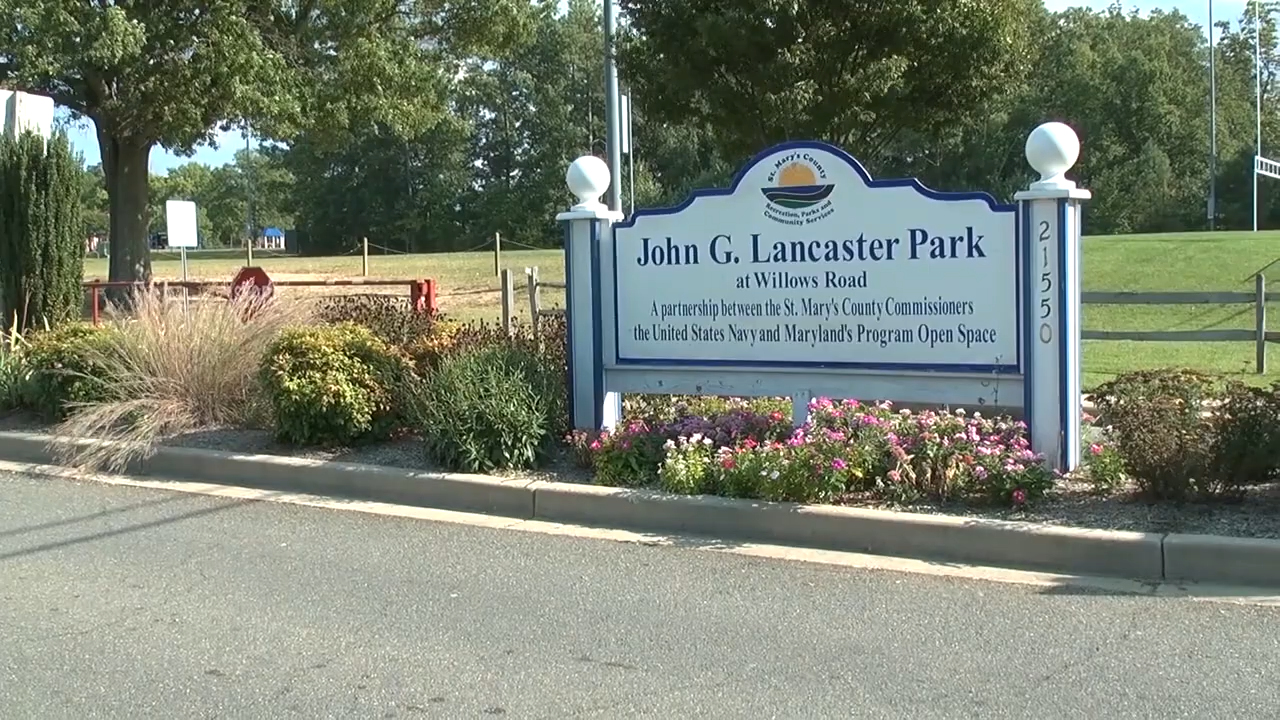 St. Mary's County
Recreation, Parks and
Community Services
John G. Lancaster Park
at Willows Road
A partnership between the St. Mary's County Commissioners
the United States Navy and Maryland's Program Open Space
21550